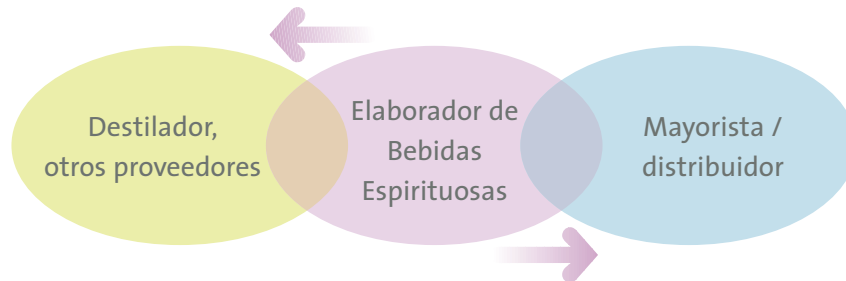 Destilador,
otros proveedores
Elaborador de
Bebidas
Espirituosas
Mayorista /
distribuidor